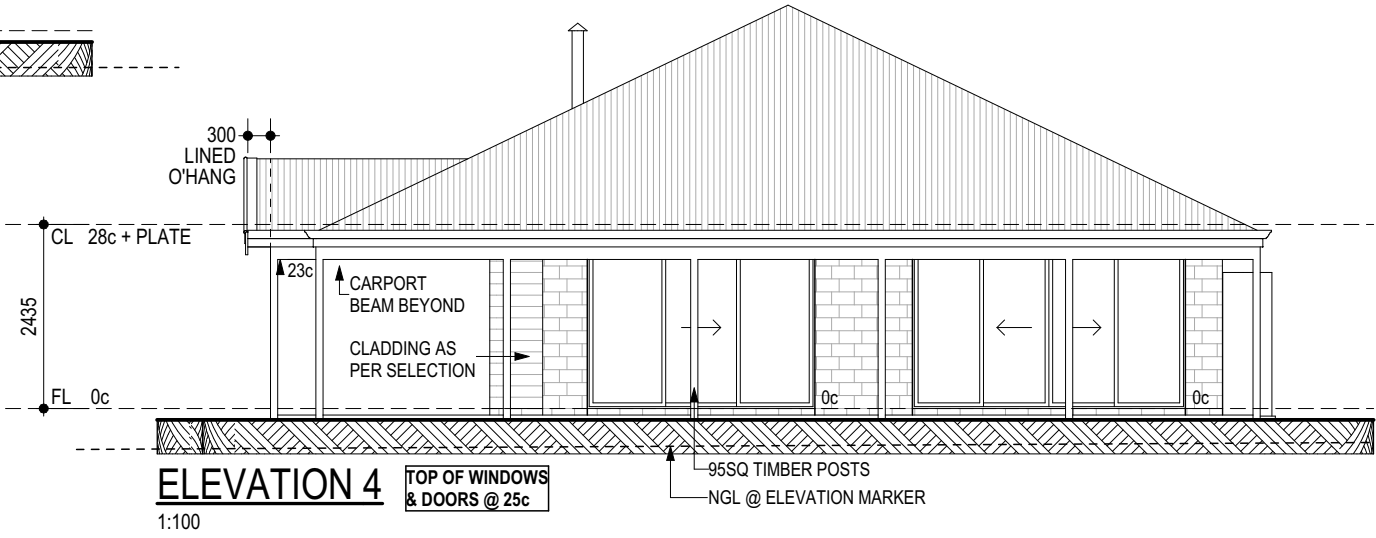 300
LINED
O'HANG
CL 28c + PLATE
23c
CARPORT
BEAM BEYOND
2435
CLADDING AS
PER SELECTION
FL 0c
0c
0c
ELEVATION 4
TOP OF WINDOWS
& DOORS @ 25c
95SQ TIMBER POSTS
NGL @ ELEVATION MARKER
1:100